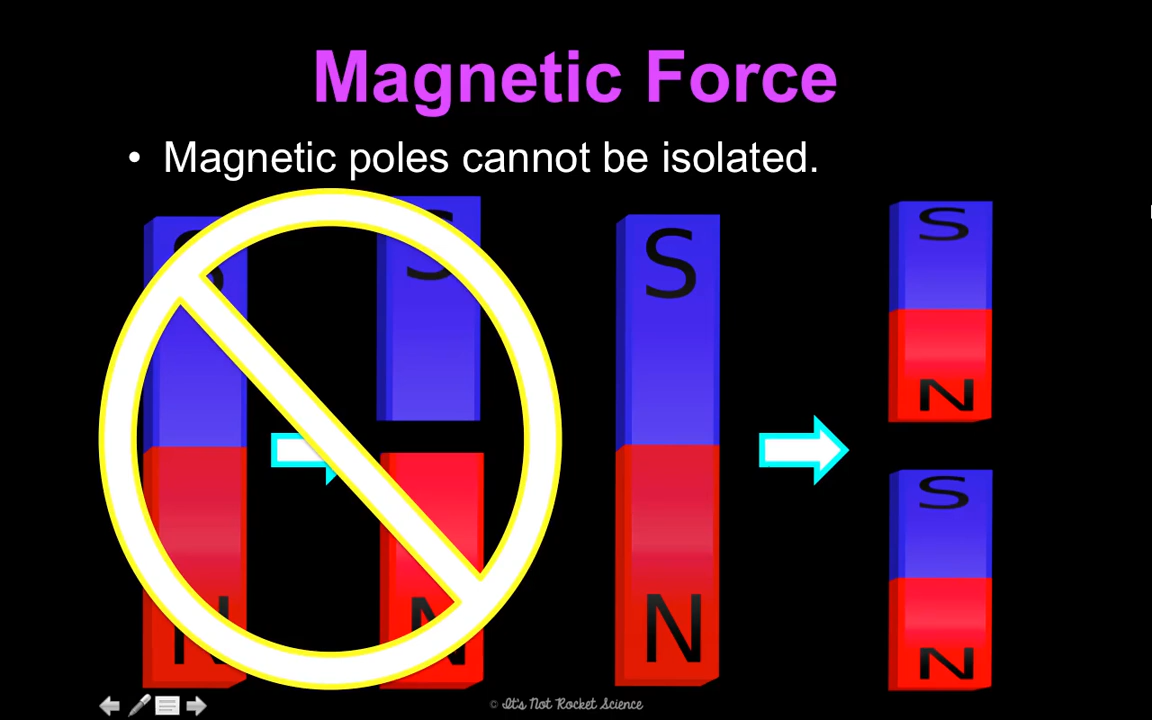 Magnetic Force
• Magnetic poles cannot be isolated.
S
S
N
N
S
N
S
N
S
N
© It's Not Rocket Science